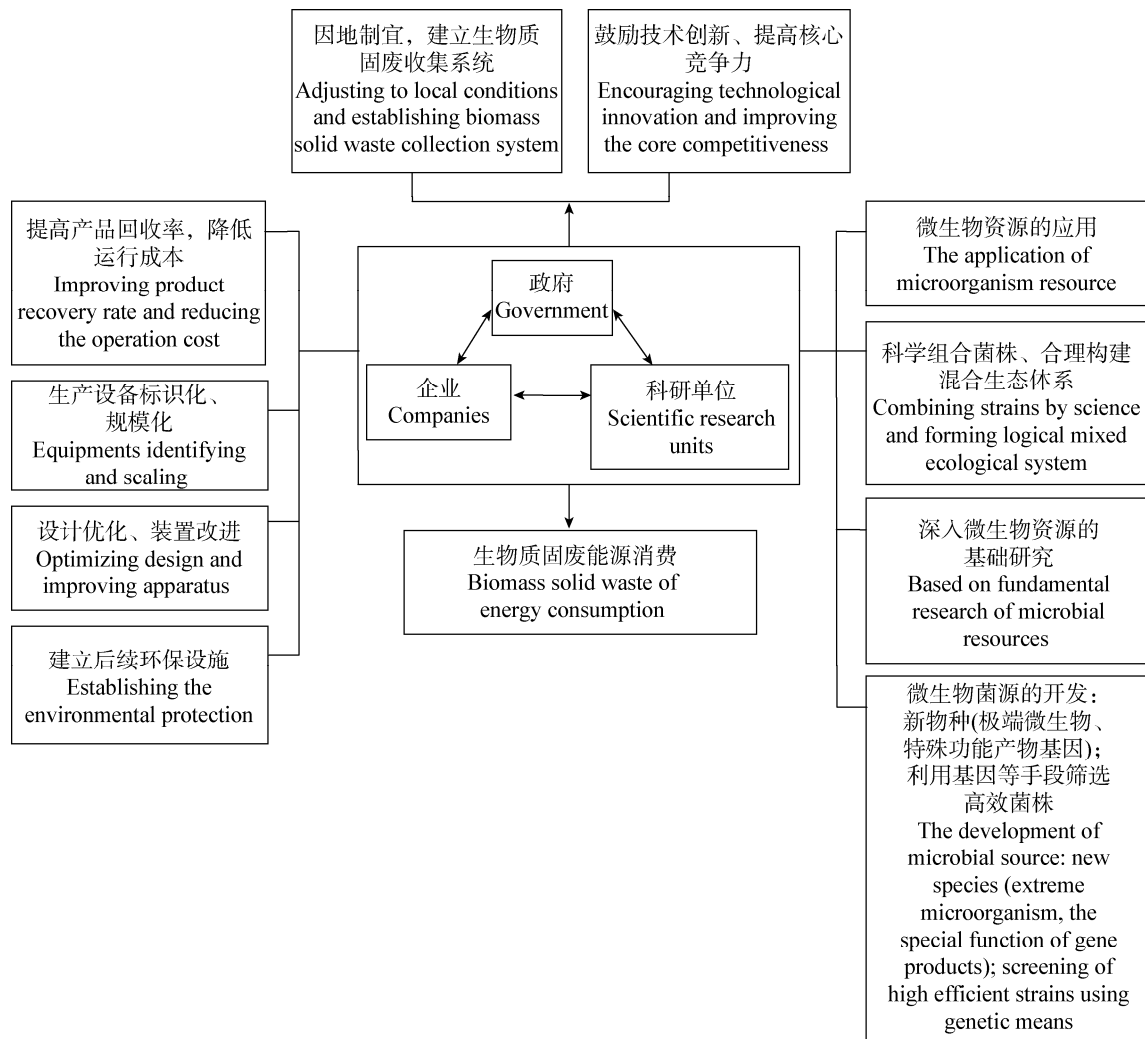 因地制宜，建立生物质
固废收集系统
Adjusting to local conditions
and establishing biomass
solid waste collection system
鼓励技术创新、提高核心
竞争力
Encouraging technological
innovation and improving
the core competitiveness
提高产品回收率，降低
运行成本
Improving product
recovery rate and reducing
the operation cost
生产设备标识化、
规模化
Equipments identifying
and scaling
设计优化、装置改进
Optimizing design and
improving apparatus
建立后续环保设施
Establishing the
environmental protection
政府
Government
企业
Companies
科研单位
Scientific research
units
生物质固废能源消费
Biomass solid waste of
energy consumption
微生物资源的应用
The application of
microorganism resource
科学组合菌株、合理构建
混合生态体系
Combining strains by science
and forming logical mixed
ecological system
深入微生物资源的
基础研究
Based on fundamental
research of microbial
resources
微生物菌源的开发：
新物种(极端微生物、
特殊功能产物基因)；
利用基因等手段筛选
高效菌株
The development of
microbial source: new
species (extreme
microorganism, the
special function of gene
products); screening of
high efficient strains using
genetic means